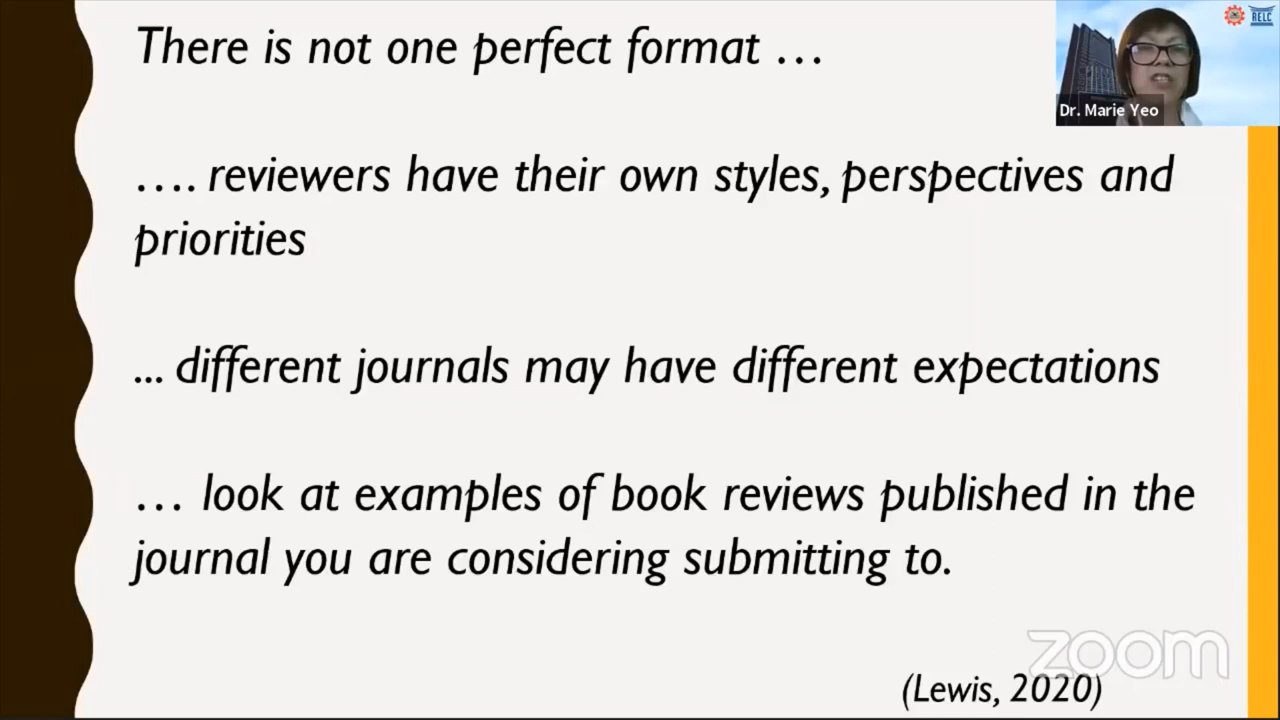 There is not one perfect format …
RELC
Dr. Marie Yeo
…. reviewers have their own styles, perspectives and
priorities
... different journals may have different expectations
… look at examples of book reviews published in the
journal you are considering submitting to.
zoom
(Lewis, 2020)